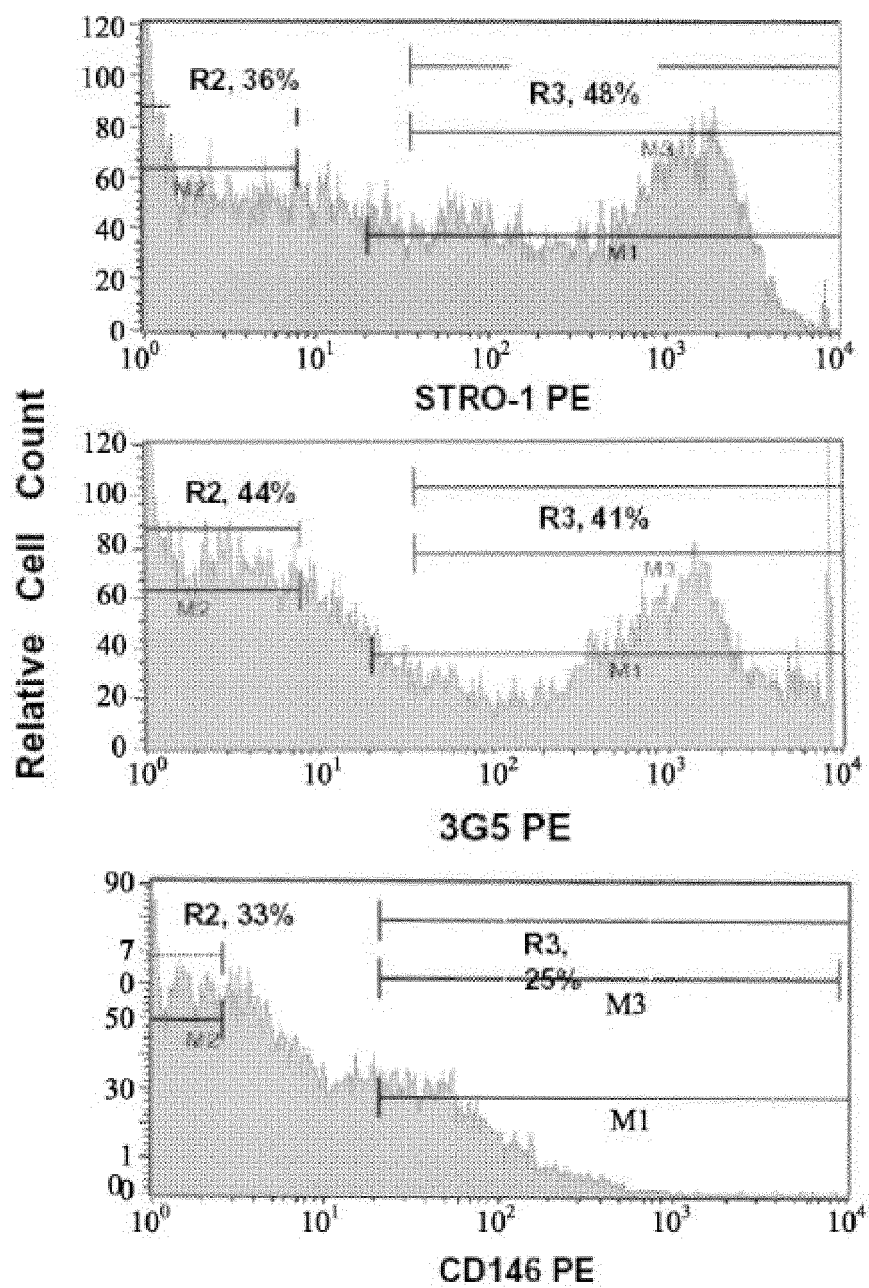 Relative Cell Count
120
100
80
60
40
20
0
R2, 36%
R3, 48%
M2
M3
M1
10⁰ 10¹ 10² 10³ 10⁴
STRO-1 PE
120
100
80
60
40
20
0
R2, 44%
R3, 41%
M2
M3
M1
10⁰ 10¹ 10² 10³ 10⁴
3G5 PE
90
7
0
50
30
1
00
R2, 33%
R3,
25%
M2
M3
M1
10⁰ 10¹ 10² 10³ 10⁴
CD146 PE